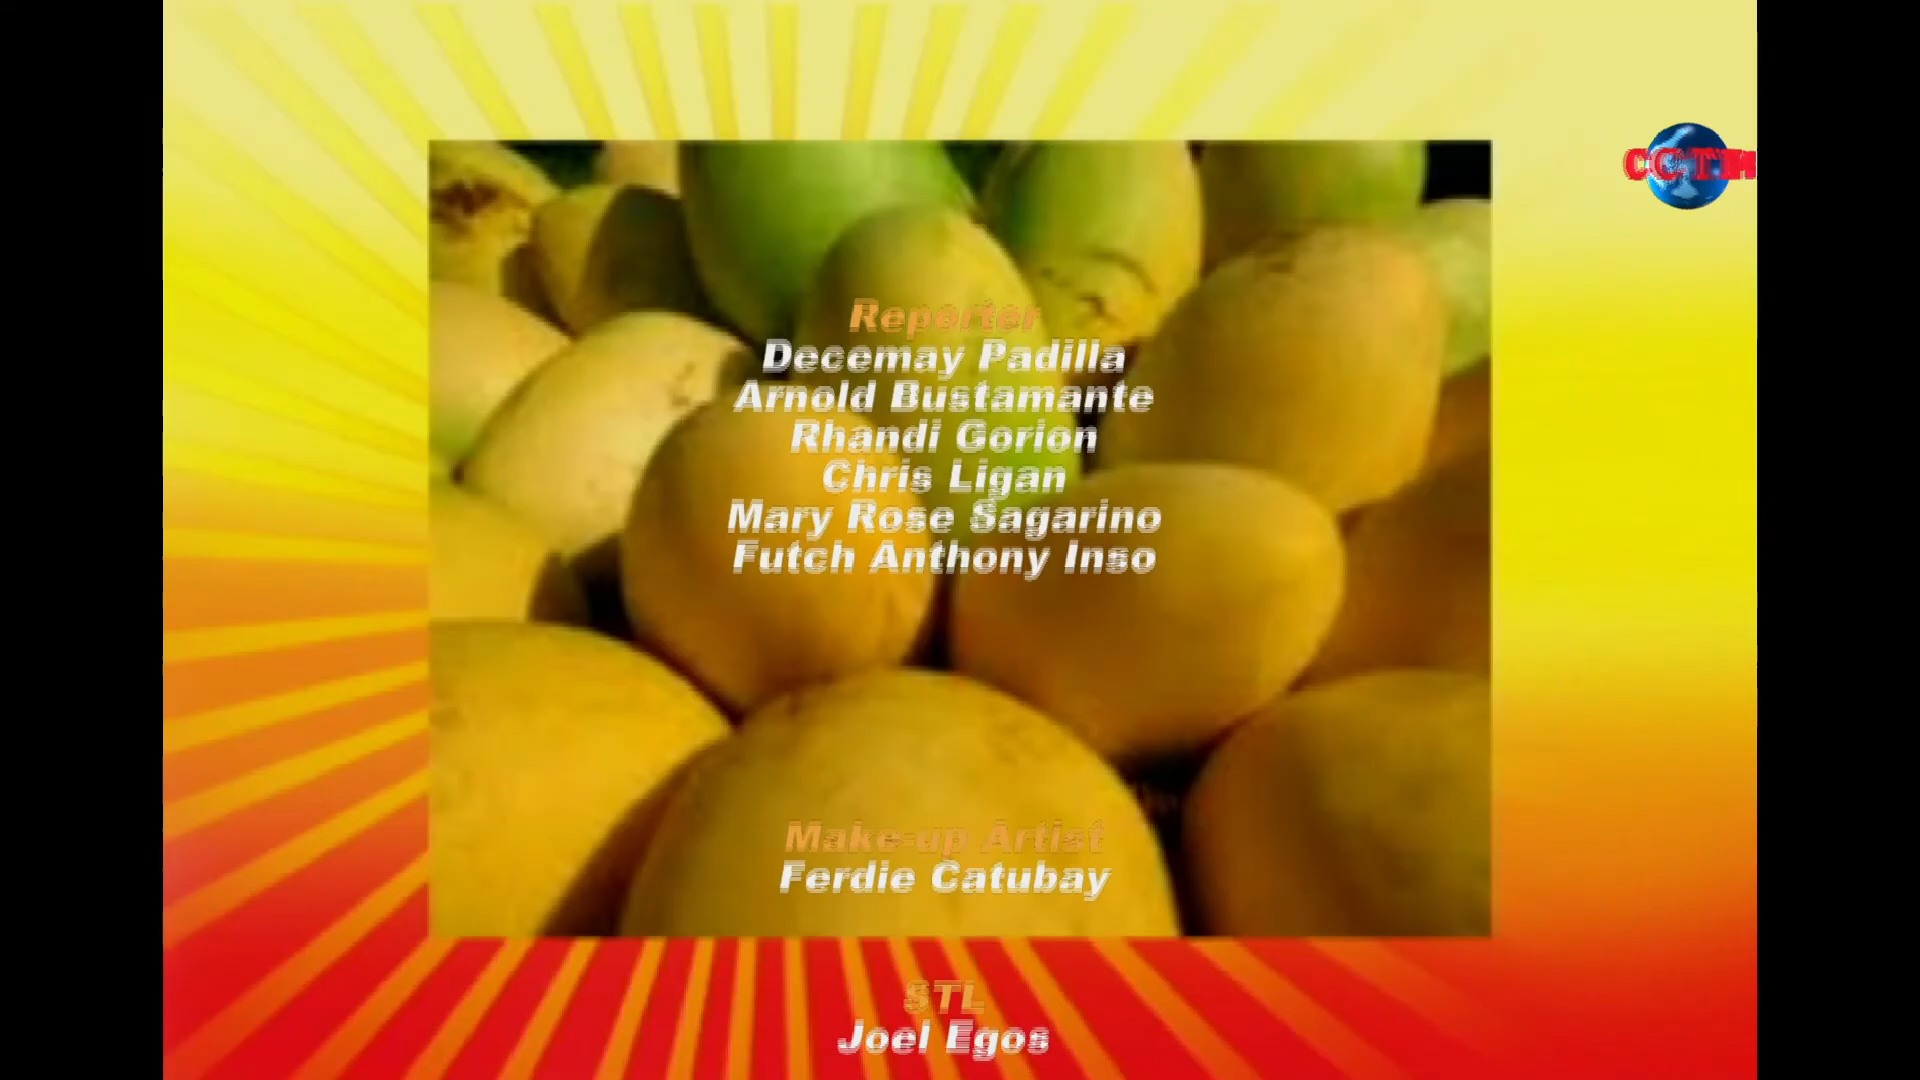 CCTN
Reporter
Decemay Padilla
Arnold Bustamante
Rhandi Gorion
Chris Ligan
Mary Rose Sagarino
Futch Anthony Inso
Make-up Artist
Ferdie Catubay
STL
Joel Egos